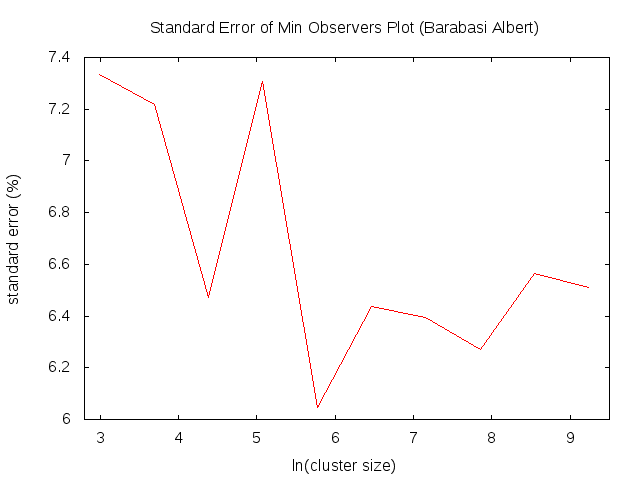 Standard Error of Min Observers Plot (Barabasi Albert)
7.4
7.2
7
6.8
6.6
6.4
6.2
6
standard error (%)
3 4 5 6 7 8 9
ln(cluster size)